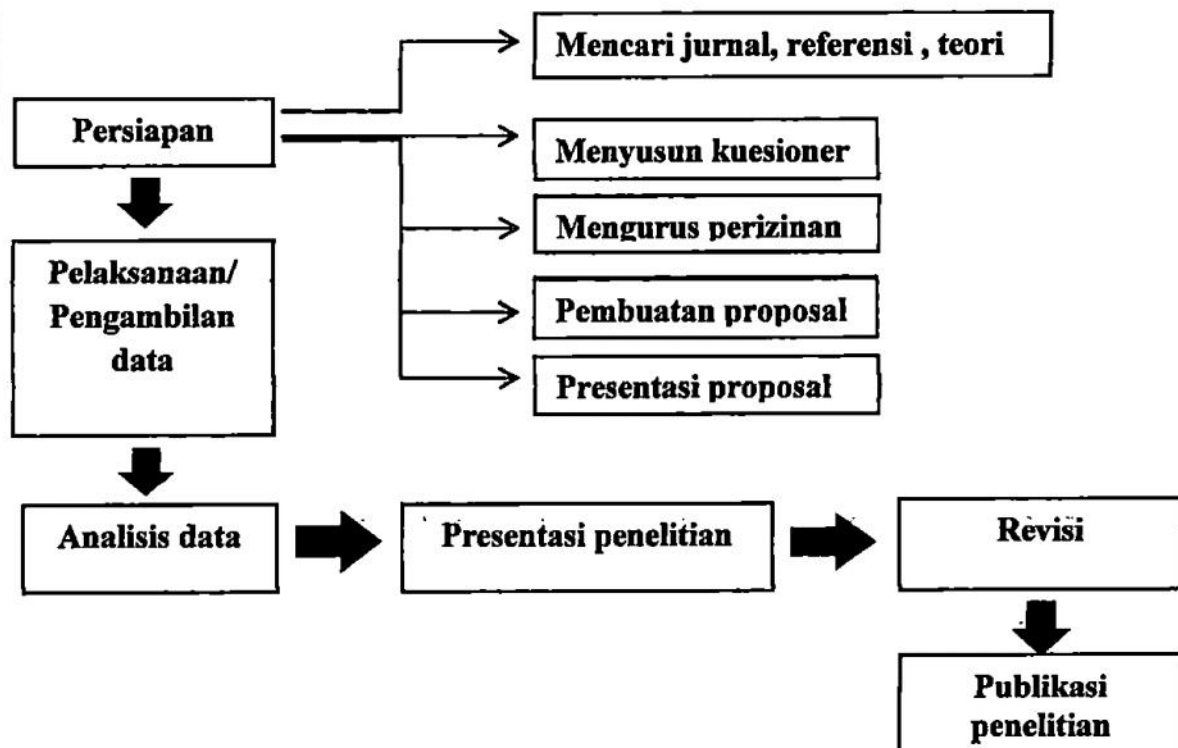 Mencari jurnal, referensi , teori
Persiapan
Menyusun kuesioner
Mengurus perizinan
Pelaksanaan/
Pengambilan
data
Pembuatan proposal
Presentasi proposal
Analisis data
Presentasi penelitian
Revisi
Publikasi
penelitian